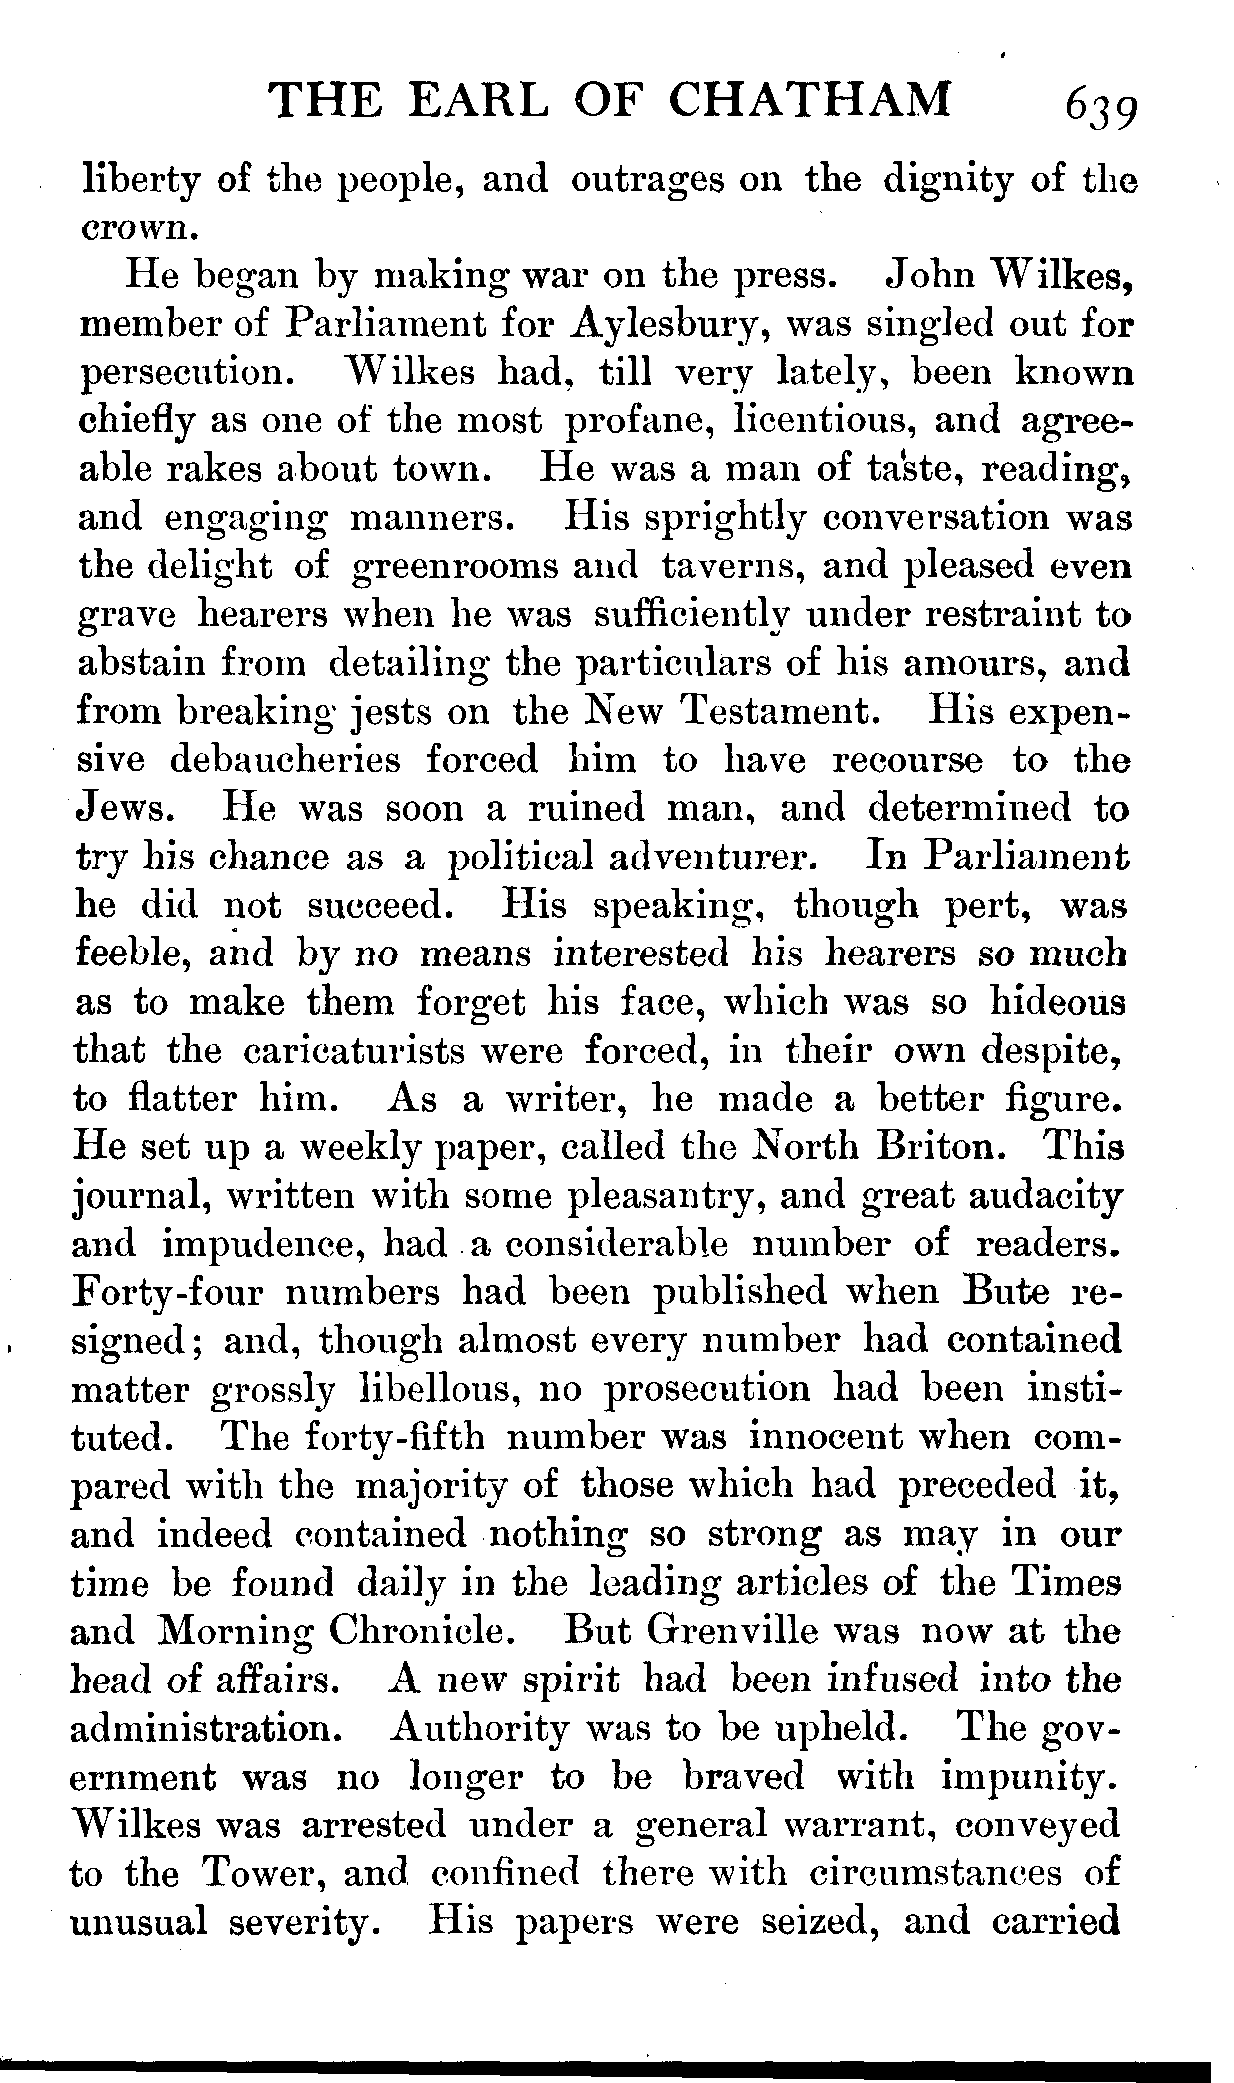 THE EARL OF CHATHAM 639
liberty of the people, and outrages on the dignity of the
crown.
He began by making war on the press. John Wilkes,
member of Parliament for Aylesbury, was singled out for
persecution. Wilkes had, till very lately, been known
chiefly as one of the most profane, licentious, and agree-
able rakes about town. He was a man of taste, reading,
and engaging manners. His sprightly conversation was
the delight of greenrooms and taverns, and pleased even
grave hearers when he was sufficiently under restraint to
abstain from detailing the particulars of his amours, and
from breaking jests on the New Testament. His expen-
sive debaucheries forced him to have recourse to the
Jews. He was soon a ruined man, and determined to
try his chance as a political adventurer. In Parliament
he did not succeed. His speaking, though pert, was
feeble, and by no means interested his hearers so much
as to make them forget his face, which was so hideous
that the caricaturists were forced, in their own despite,
to flatter him. As a writer, he made a better figure.
He set up a weekly paper, called the North Briton. This
journal, written with some pleasantry, and great audacity
and impudence, had a considerable number of readers.
Forty-four numbers had been published when Bute re-
signed; and, though almost every number had contained
matter grossly libellous, no prosecution had been insti-
tuted. The forty-fifth number was innocent when com-
pared with the majority of those which had preceded it,
and indeed contained nothing so strong as may in our
time be found daily in the leading articles of the Times
and Morning Chronicle. But Grenville was now at the
head of affairs. A new spirit had been infused into the
administration. Authority was to be upheld. The gov-
ernment was no longer to be braved with impunity.
Wilkes was arrested under a general warrant, conveyed
to the Tower, and confined there with circumstances of
unusual severity. His papers were seized, and carried